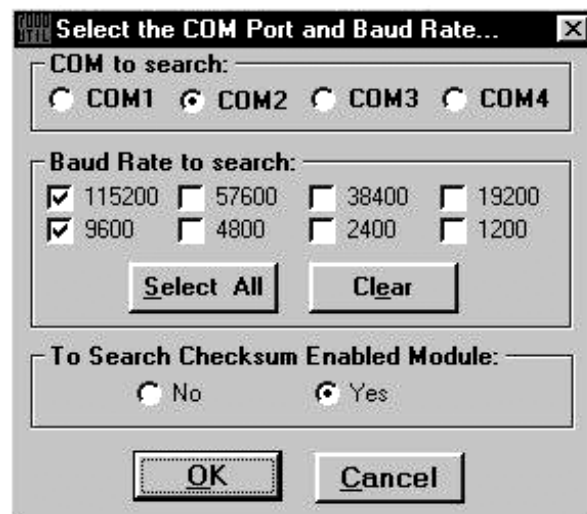 7000 UTIL Select the COM Port and Baud Rate...
COM to search:
COM1 COM2 COM3 COM4
Baud Rate to search:
115200 57600 38400 19200
9600 4800 2400 1200
Select All Clear
To Search Checksum Enabled Module:
No Yes
OK Cancel